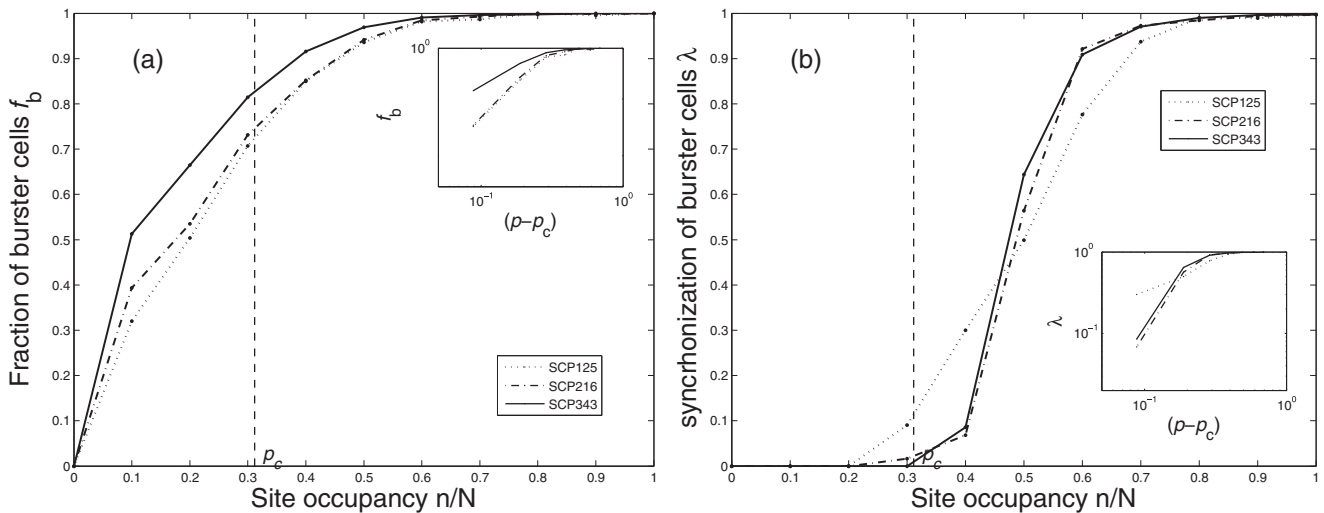 (a)
Fraction of burster cells f_b
1
0.9
0.8
0.7
0.6
0.5
0.4
0.3
0.2
0.1
0
0 0.1 0.2 0.3 0.4 0.5 0.6 0.7 0.8 0.9 1
p_c
Site occupancy n/N
10^0
f_b
10^-1 10^0
(p-p_c)
SCP125
SCP216
SCP343
(b)
syncrhonization of burster cells λ
1
0.9
0.8
0.7
0.6
0.5
0.4
0.3
0.2
0.1
0
0 0.1 0.2 0.3 0.4 0.5 0.6 0.7 0.8 0.9 1
p_c
Site occupancy n/N
SCP125
SCP216
SCP343
10^0
λ
10^-1
10^-1 10^0
(p-p_c)